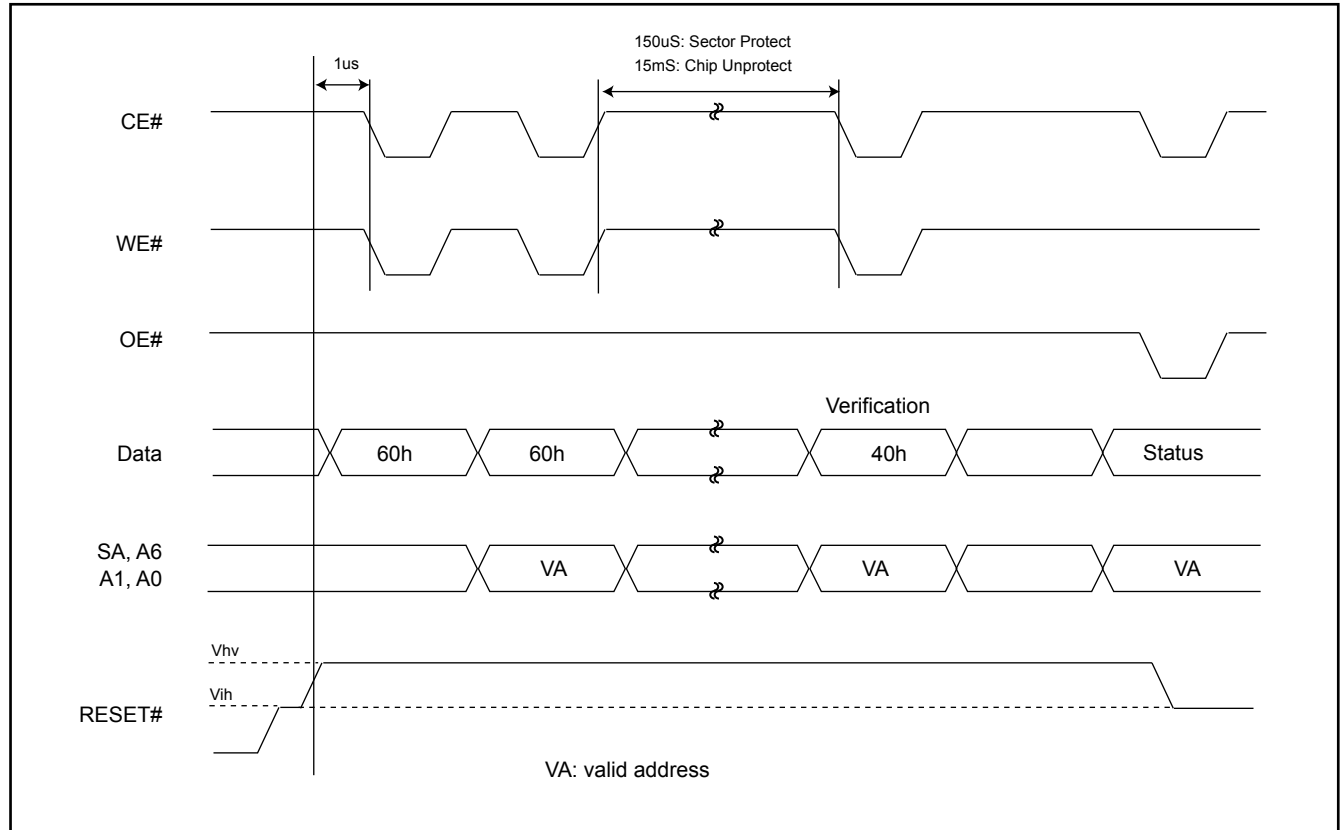 150uS: Sector Protect
15mS: Chip Unprotect
1us
CE#
WE#
OE#
Verification
Data 60h 60h 40h Status
SA, A6
A1, A0
VA VA VA
Vhv
Vih
RESET#
VA: valid address